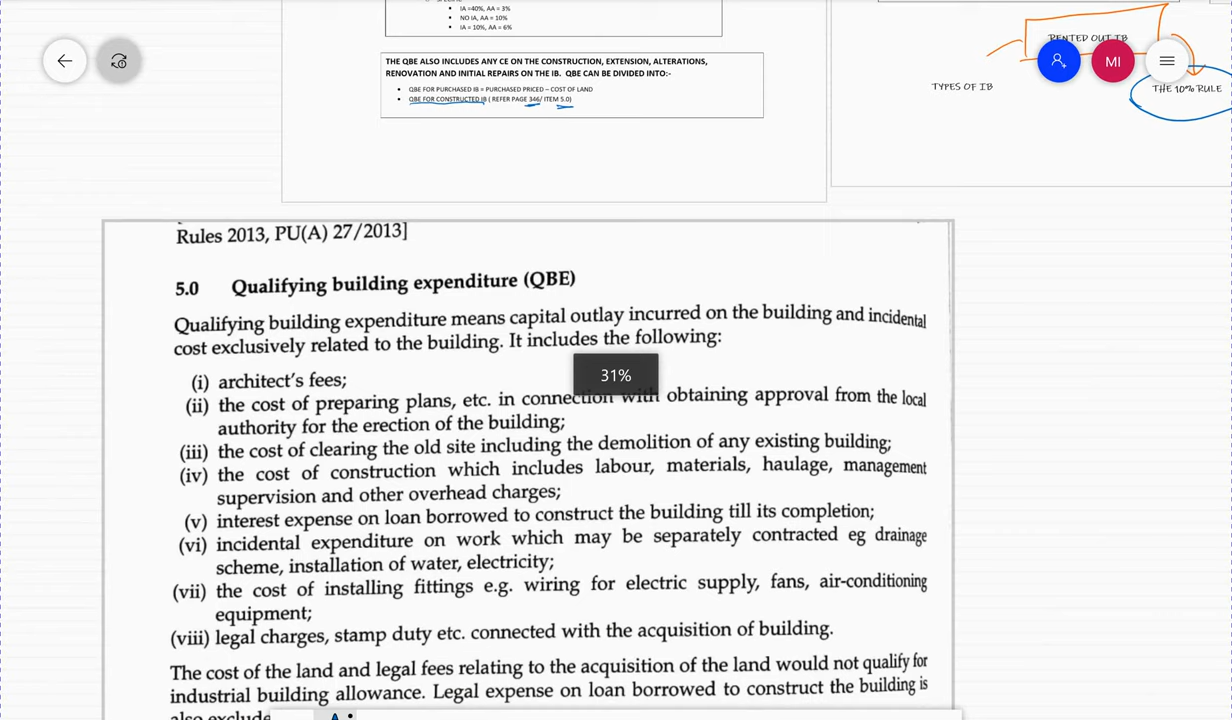 IA =40%, AA = 3%
NO IA, AA = 10%
IA = 10%, AA = 6%
THE QBE ALSO INCLUDES ANY CE ON THE CONSTRUCTION, EXTENSION, ALTERATIONS,
RENOVATION AND INITIAL REPAIRS ON THE IB. QBE CAN BE DIVIDED INTO:-
QBE FOR PURCHASED IB = PURCHASED PRICED – COST OF LAND
QBE FOR CONSTRUCTED IB ( REFER PAGE 346/ ITEM 5.0)
RENTED OUT IB
MI
TYPES OF IB
THE 10% RULE
Rules 2013, PU(A) 27/2013]
5.0 Qualifying building expenditure (QBE)
Qualifying building expenditure means capital outlay incurred on the building and incidental
cost exclusively related to the building. It includes the following:
31%
(i) architect's fees;
(ii) the cost of preparing plans, etc. in connection with obtaining approval from the local
authority for the erection of the building;
(iii) the cost of clearing the old site including the demolition of any existing building;
(iv) the cost of construction which includes labour, materials, haulage, management
supervision and other overhead charges;
(v) interest expense on loan borrowed to construct the building till its completion;
(vi) incidental expenditure on work which may be separately contracted eg drainage
scheme, installation of water, electricity;
(vii) the cost of installing fittings e.g. wiring for electric supply, fans, air-conditioning
equipment;
(viii) legal charges, stamp duty etc. connected with the acquisition of building.
The cost of the land and legal fees relating to the acquisition of the land would not qualify for
industrial building allowance. Legal expense on loan borrowed to construct the building is
also